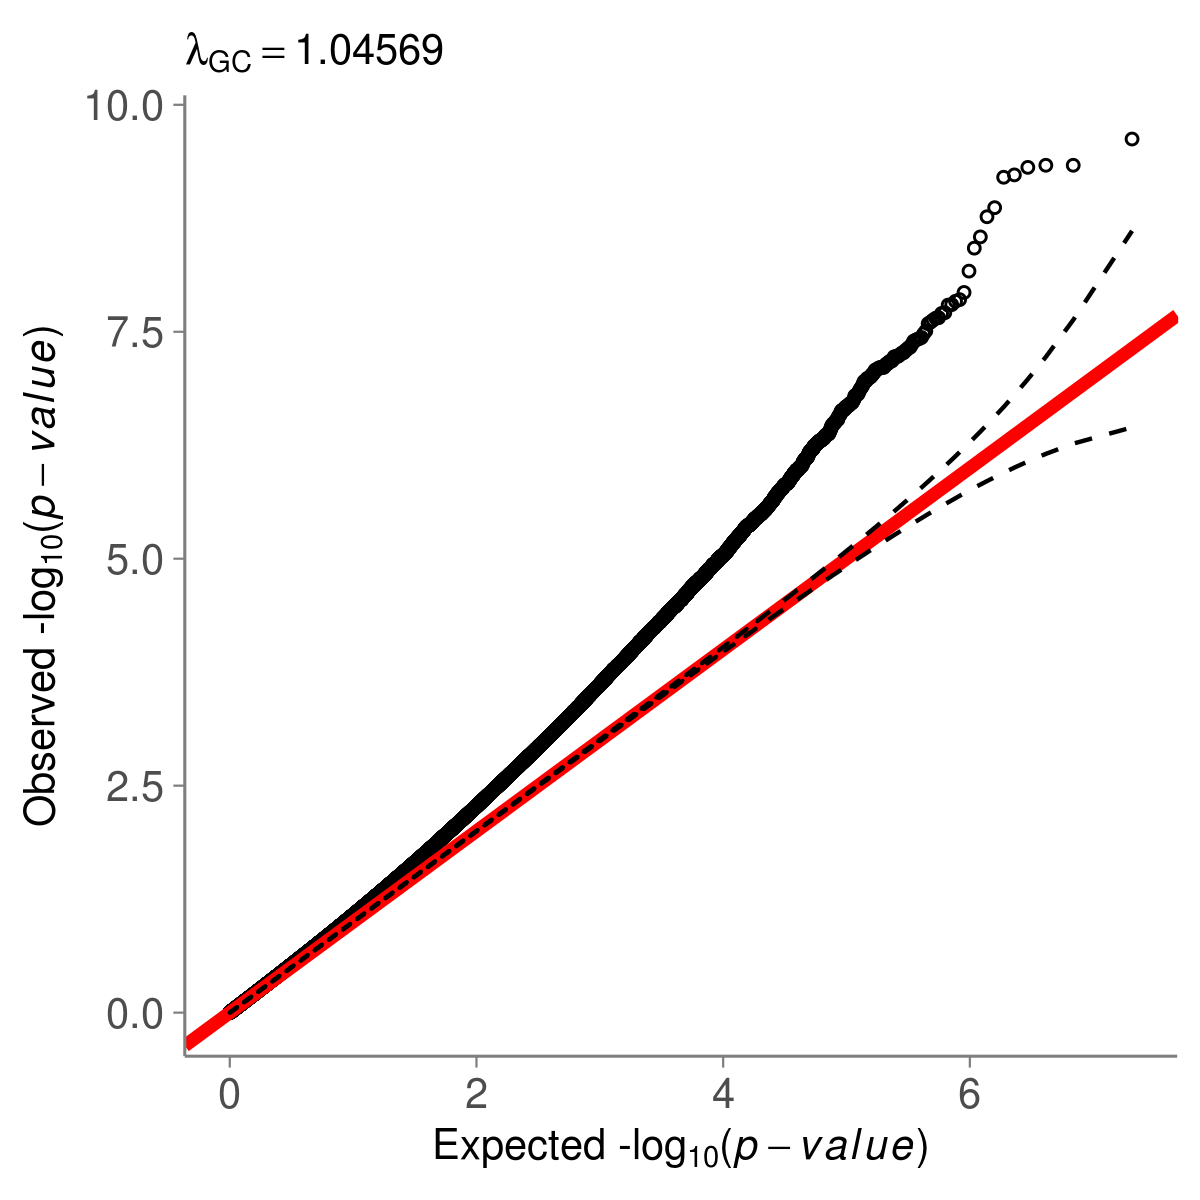 λGC = 1.04569
10.0
7.5
5.0
2.5
0.0
Observed -log10(p − value)
0 2 4 6
Expected -log10(p − value)